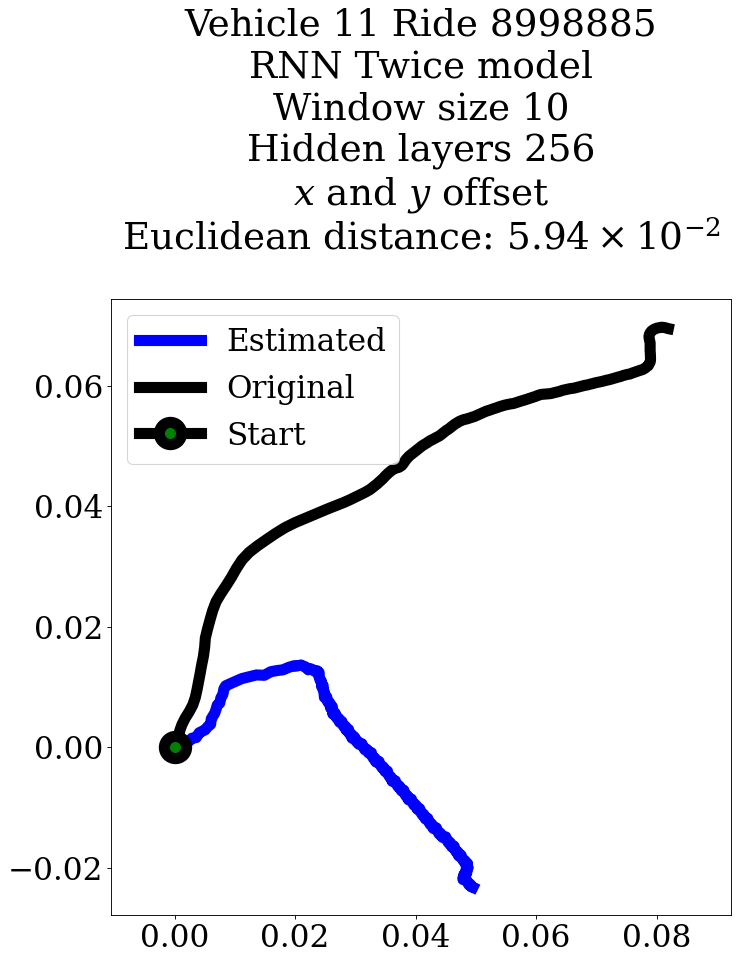 Vehicle 11 Ride 8998885
RNN Twice model
Window size 10
Hidden layers 256
x and y offset
Euclidean distance: 5.94 × 10⁻²
Estimated
Original
Start
0.06
0.04
0.02
0.00
−0.02
0.00 0.02 0.04 0.06 0.08